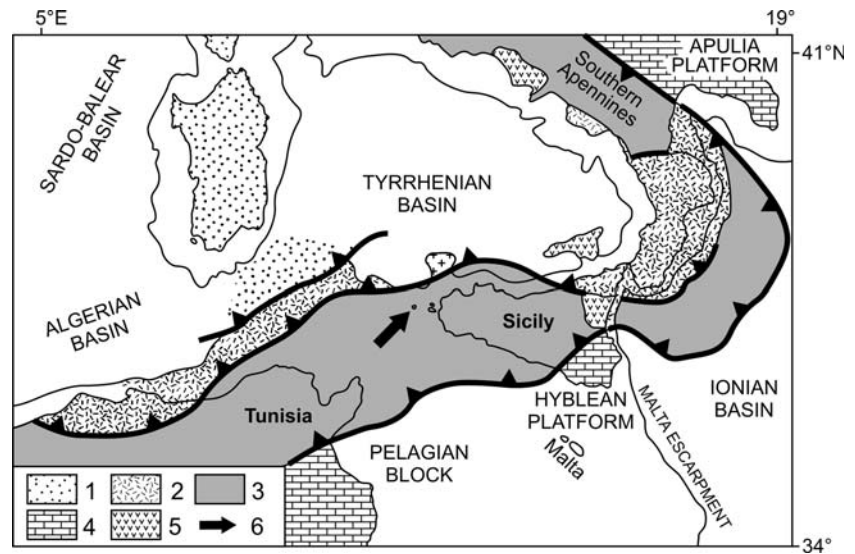 5°E
19°
41°N
APULIA
PLATFORM
Southern
Apennines
SARDO-BALEAR
BASIN
TYRRHENIAN
BASIN
ALGERIAN
BASIN
Sicily
Tunisia
HYBLEAN
PLATFORM
IONIAN
BASIN
MALTA ESCARPMENT
PELAGIAN
BLOCK
Malta
1
2
3
4
5
6
34°